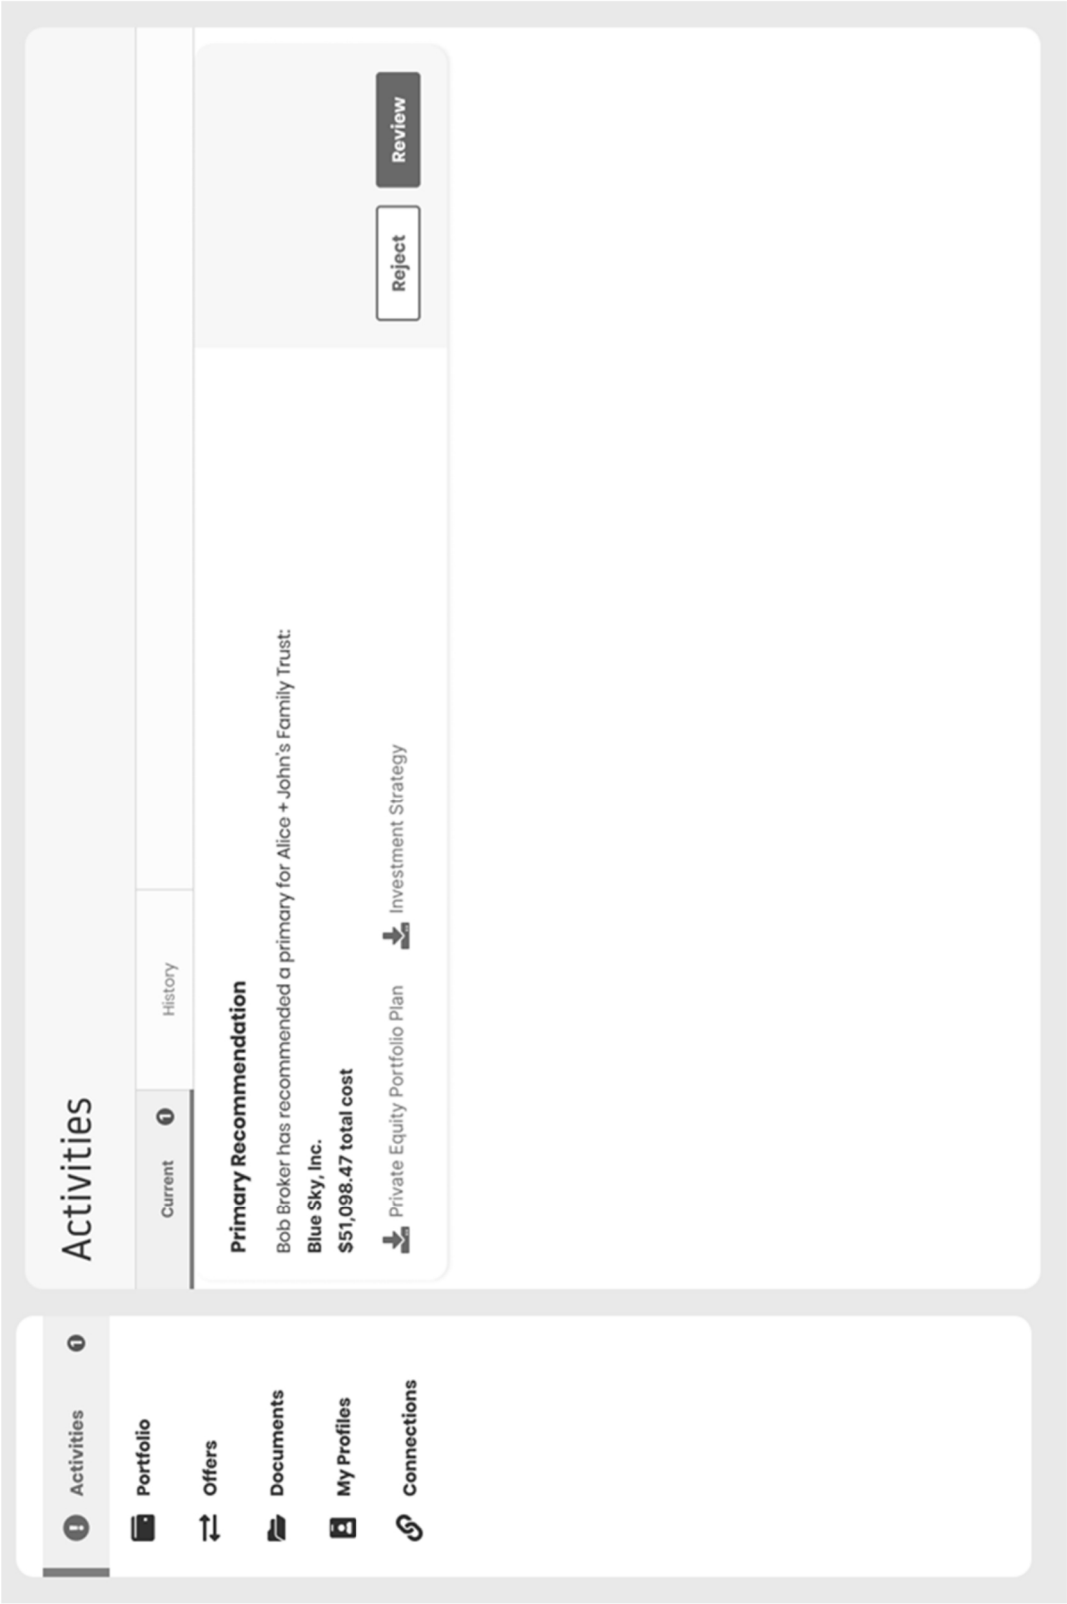 Activities 1
Portfolio
Offers
Documents
My Profiles
Connections
Activities
Current 1
History
Primary Recommendation
Bob Broker has recommended a primary for Alice + John's Family Trust:
Blue Sky, Inc.
$51,098.47 total cost
Private Equity Portfolio Plan
Investment Strategy
Reject
Review